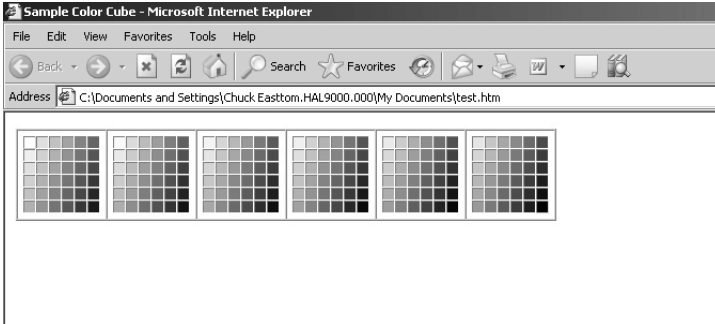 Sample Color Cube - Microsoft Internet Explorer
File Edit View Favorites Tools Help
Back Search Favorites W
Address C:\Documents and Settings\Chuck Easttom.HAL9000.000\My Documents\test.htm